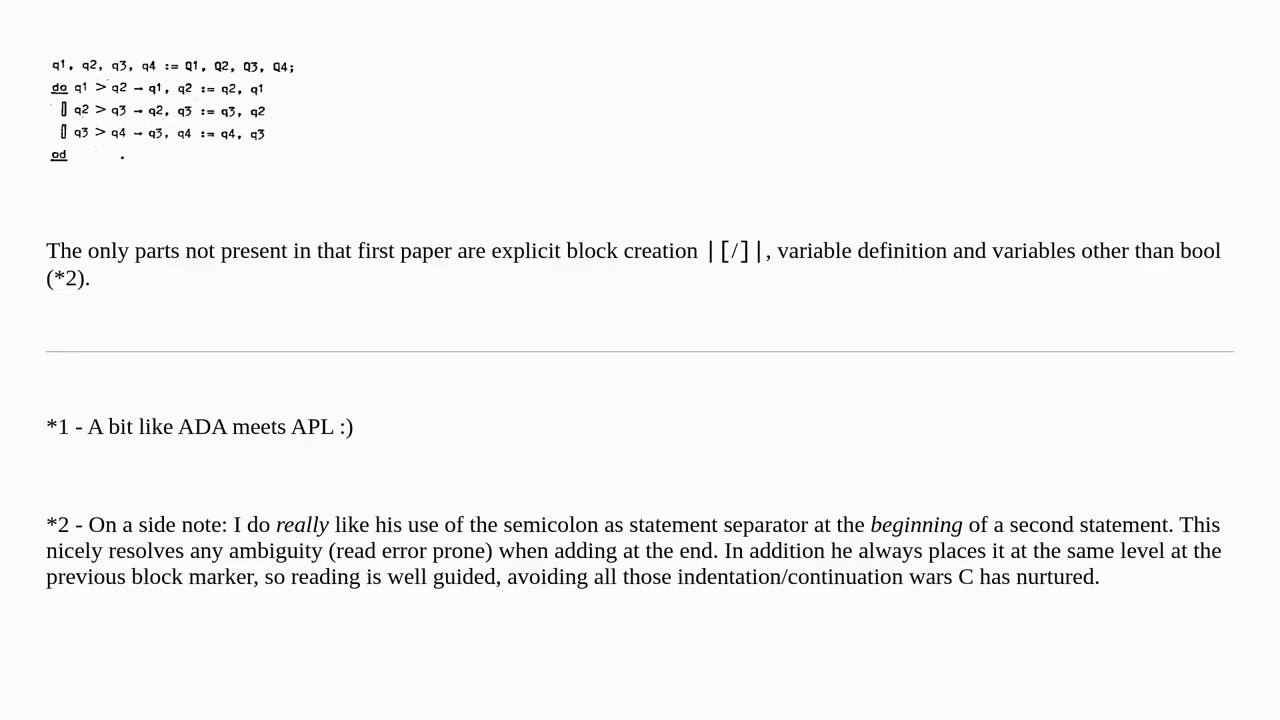 q1, q2, q3, q4 := Q1, Q2, Q3, Q4;
do q1 > q2 → q1, q2 := q2, q1
▯ q2 > q3 → q2, q3 := q3, q2
▯ q3 > q4 → q3, q4 := q4, q3
od .
The only parts not present in that first paper are explicit block creation |[/]|, variable definition and variables other than bool
(*2).
*1 - A bit like ADA meets APL :)
*2 - On a side note: I do really like his use of the semicolon as statement separator at the beginning of a second statement. This
nicely resolves any ambiguity (read error prone) when adding at the end. In addition he always places it at the same level at the
previous block marker, so reading is well guided, avoiding all those indentation/continuation wars C has nurtured.